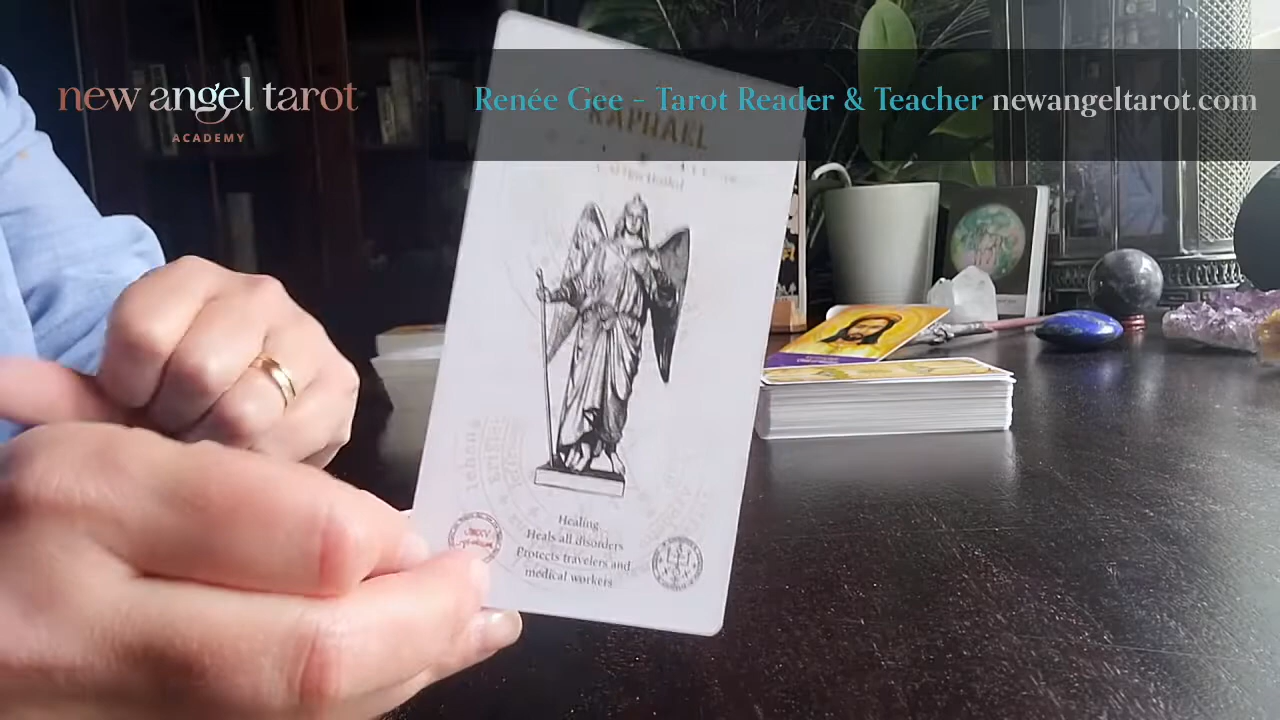 new angel tarot
ACADEMY
Renée Gee - Tarot Reader & Teacher newangeltarot.com
RAPHAEL
Healing
Heals all disorders
Protects travelers and
medical workers